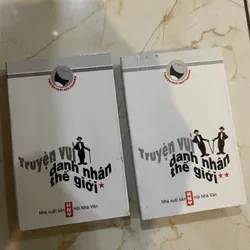 Truyện vui
danh nhân
thế giới
Nhà xuất bản Hội Nhà Văn
Truyện vui
danh nhân
thế giới
Nhà xuất bản Hội Nhà Văn